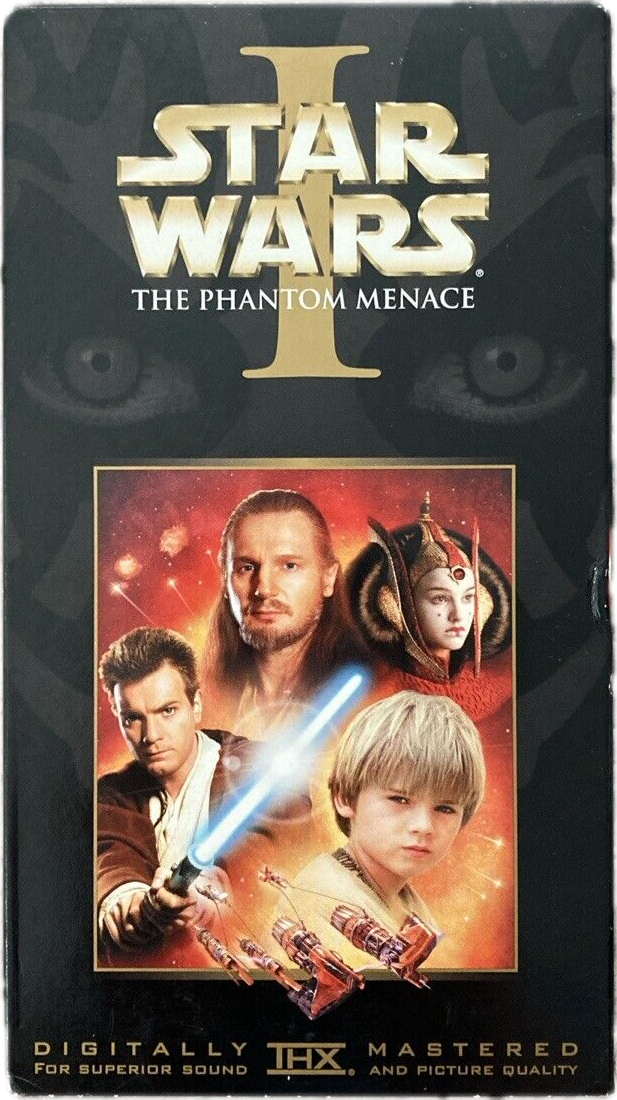 I
STAR
WARS®
THE PHANTOM MENACE
DIGITALLY THX® MASTERED
FOR SUPERIOR SOUND AND PICTURE QUALITY